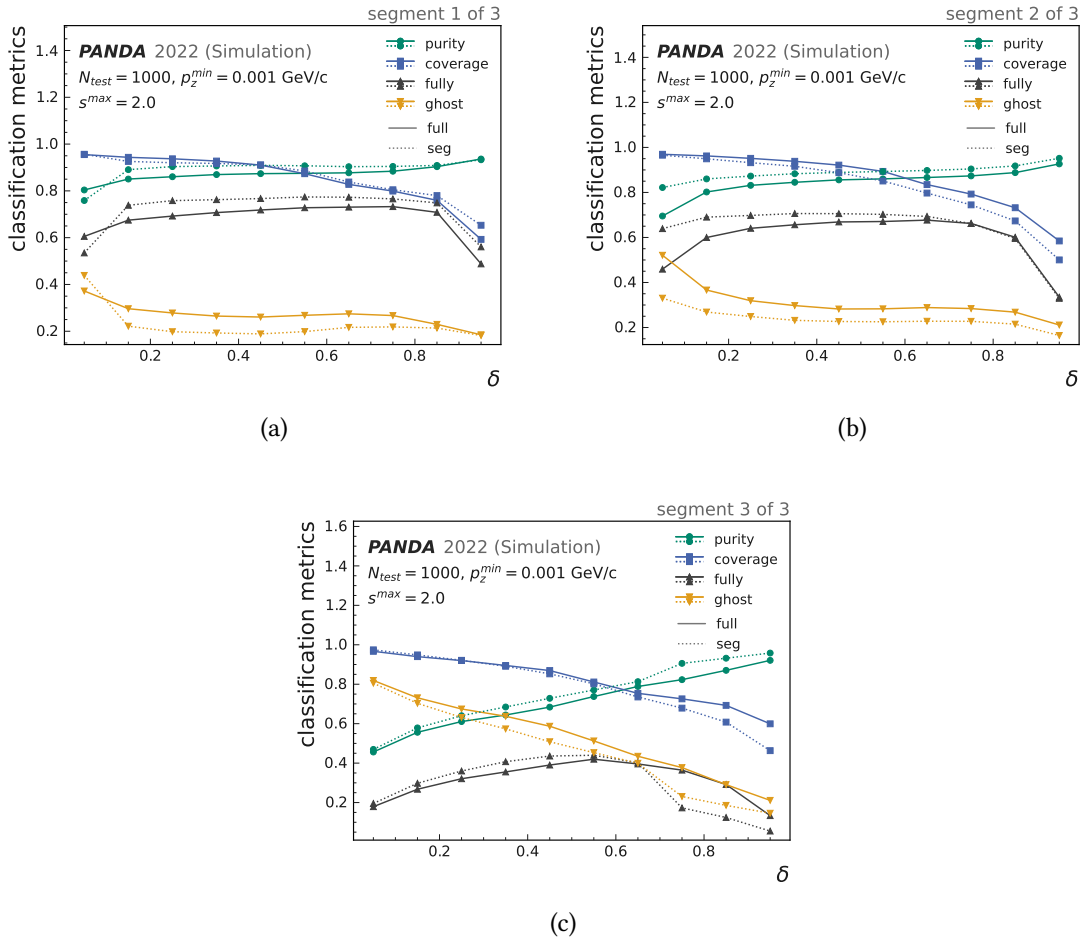 segment 1 of 3
classification metrics
PANDA 2022 (Simulation)
N_test = 1000, p_z^min = 0.001 GeV/c
s^max = 2.0
purity
coverage
fully
ghost
full
seg
1.4
1.2
1.0
0.8
0.6
0.4
0.2
0.2 0.4 0.6 0.8
δ
(a)
segment 2 of 3
classification metrics
PANDA 2022 (Simulation)
N_test = 1000, p_z^min = 0.001 GeV/c
s^max = 2.0
purity
coverage
fully
ghost
full
seg
1.4
1.2
1.0
0.8
0.6
0.4
0.2
0.2 0.4 0.6 0.8
δ
(b)
segment 3 of 3
classification metrics
PANDA 2022 (Simulation)
N_test = 1000, p_z^min = 0.001 GeV/c
s^max = 2.0
purity
coverage
fully
ghost
full
seg
1.6
1.4
1.2
1.0
0.8
0.6
0.4
0.2
0.2 0.4 0.6 0.8
δ
(c)